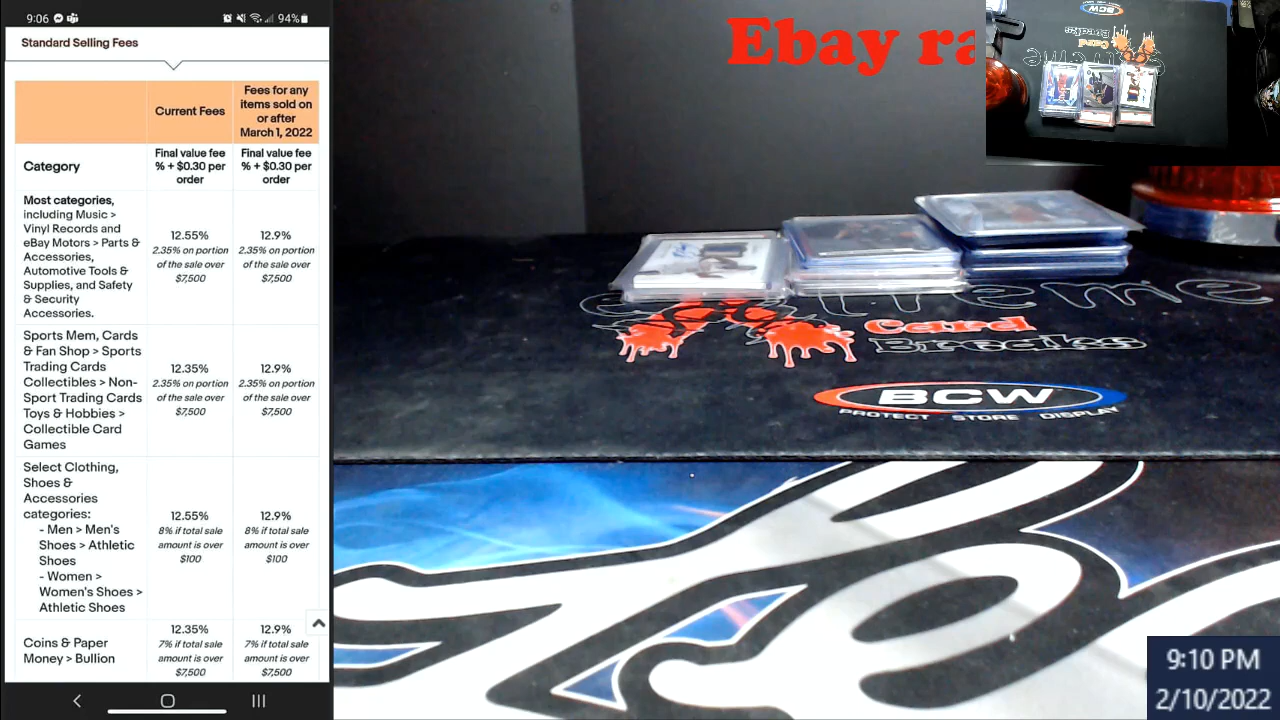 9:06 94%
Standard Selling Fees
Current Fees
Fees for any
items sold on
or after
March 1, 2022
Category
Final value fee
% + $0.30 per
order
Final value fee
% + $0.30 per
order
Most categories,
including Music >
Vinyl Records and
eBay Motors > Parts &
Accessories,
Automotive Tools &
Supplies, and Safety
& Security
Accessories.
12.55%
2.35% on portion
of the sale over
$7,500
12.9%
2.35% on portion
of the sale over
$7,500
Sports Mem, Cards
& Fan Shop > Sports
Trading Cards
Collectibles > Non-
Sport Trading Cards
Toys & Hobbies >
Collectible Card
Games
12.35%
2.35% on portion
of the sale over
$7,500
12.9%
2.35% on portion
of the sale over
$7,500
Select Clothing,
Shoes &
Accessories
categories:
- Men > Men's
Shoes > Athletic
Shoes
- Women >
Women's Shoes >
Athletic Shoes
12.55%
8% if total sale
amount is over
$100
12.9%
8% if total sale
amount is over
$100
Coins & Paper
Money > Bullion
12.35%
7% if total sale
amount is over
$7,500
12.9%
7% if total sale
amount is over
$7,500
Ebay ra
Card
Breaks
BCW
PROTECT · STORE · DISPLAY
BCW
Card
Breaks
9:10 PM
2/10/2022